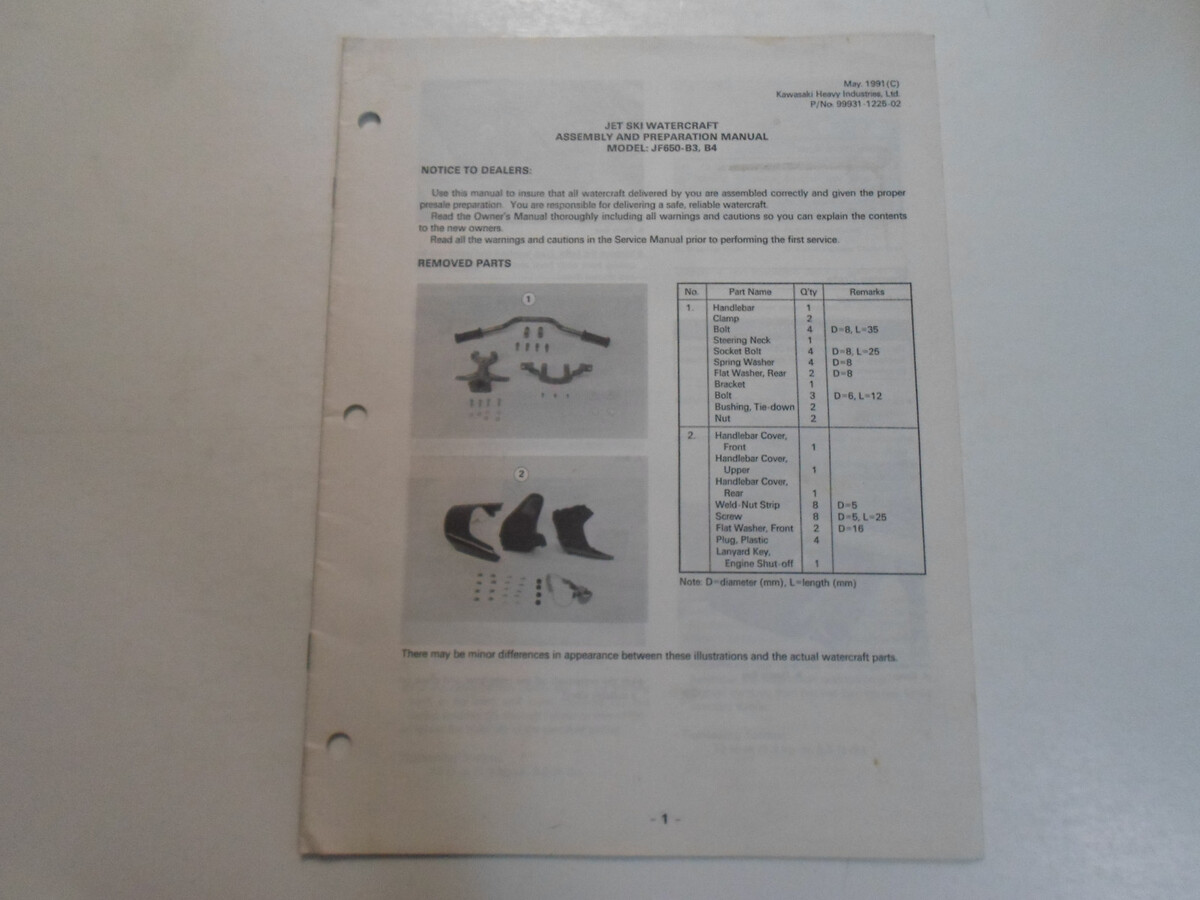 May. 1991(C)
Kawasaki Heavy Industries, Ltd.
P/No. 99931-1225-02
JET SKI WATERCRAFT
ASSEMBLY AND PREPARATION MANUAL
MODEL: JF650-B3, B4
NOTICE TO DEALERS:
Use this manual to insure that all watercraft delivered by you are assembled correctly and given the proper
presale preparation. You are responsible for delivering a safe, reliable watercraft.
Read the Owner's Manual thoroughly including all warnings and cautions so you can explain the contents
to the new owners.
Read all the warnings and cautions in the Service Manual prior to performing the first service.
REMOVED PARTS
1
2
No. Part Name Q'ty Remarks
1. Handlebar 1
Clamp 2
Bolt 4 D=8, L=35
Steering Neck 1
Socket Bolt 4 D=8, L=25
Spring Washer 4 D=8
Flat Washer, Rear 2 D=8
Bracket 1
Bolt 3 D=6, L=12
Bushing, Tie-down 2
Nut 2
2. Handlebar Cover,
Front 1
Handlebar Cover,
Upper 1
Handlebar Cover,
Rear 1
Weld-Nut Strip 8 D=5
Screw 8 D=5, L=25
Flat Washer, Front 2 D=16
Plug, Plastic 4
Lanyard Key,
Engine Shut-off 1
Note: D=diameter (mm), L=length (mm)
There may be minor differences in appearance between these illustrations and the actual watercraft parts.
- 1 -